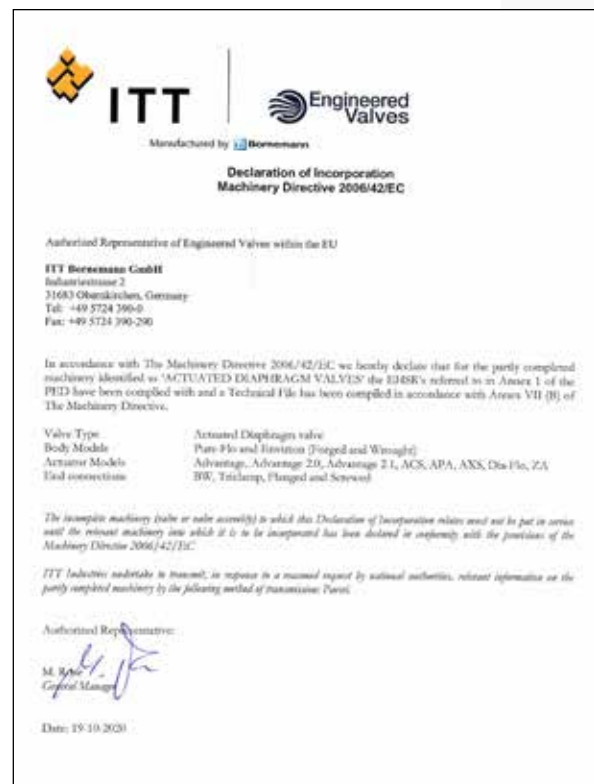 ITT
Engineered
Valves
Manufactured by Bornemann
Declaration of Incorporation
Machinery Directive 2006/42/EC
Authorized Representative of Engineered Valves within the EU
ITT Bornemann GmbH
Industriestrasse 2
31683 Obernkirchen, Germany
Tel: +49 5724 390-0
Fax: +49 5724 390-290
In accordance with The Machinery Directive 2006/42/EC we hereby declare that for the partly completed
machinery identified as 'ACTUATED DIAPHRAGM VALVES' the EHSR's referred to in Annex 1 of the
PED have been complied with and a Technical File has been compiled in accordance with Annex VII (B) of
The Machinery Directive.
Valve Type Actuated Diaphragm valve
Body Models Pure-Flo and Envizion (Forged and Wrought)
Actuator Models Advantage, Advantage 2.0, Advantage 2.1, ACS, APA, AXS, Dia-Flo, ZA
End connections BW, Triclamp, Flanged and Screwed
The incomplete machinery (valve or valve assembly) to which this Declaration of Incorporation relates must not be put in service
until the relevant machinery into which it is to be incorporated has been declared in conformity with the provisions of the
Machinery Directive 2006/42/EC
ITT Industries undertake to transmit, in response to a reasoned request by national authorities, relevant information on the
partly completed machinery by the following method of transmission:
Authorized Representative:
M.
General Manager
Date: 19-10-2020